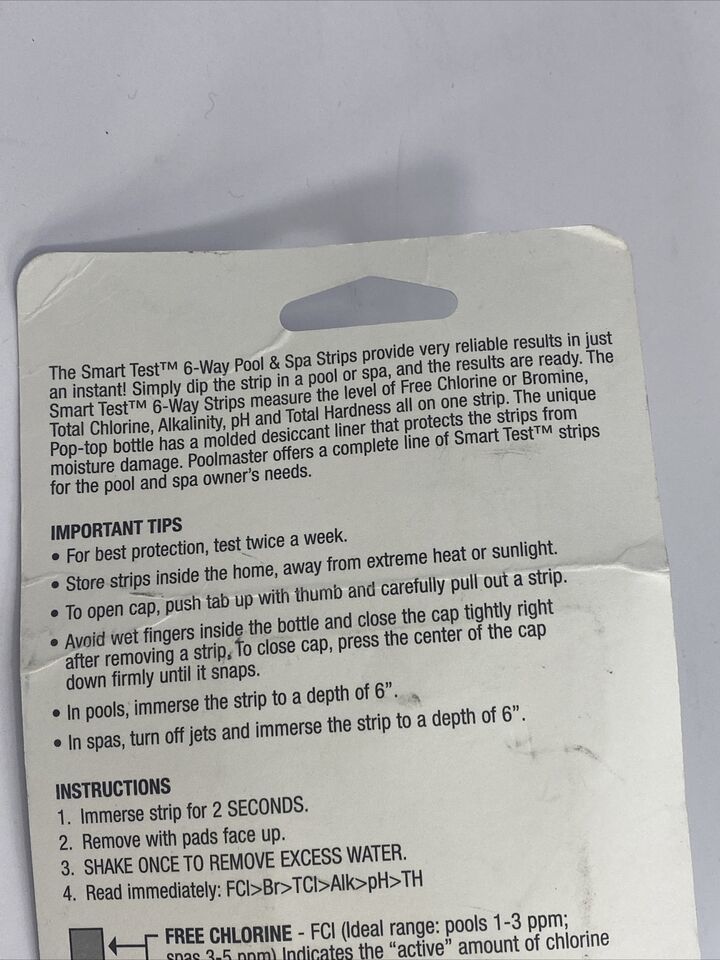 The Smart Test™ 6-Way Pool & Spa Strips provide very reliable results in just
an instant! Simply dip the strip in a pool or spa, and the results are ready. The
Smart Test™ 6-Way Strips measure the level of Free Chlorine or Bromine,
Total Chlorine, Alkalinity, pH and Total Hardness all on one strip. The unique
Pop-top bottle has a molded desiccant liner that protects the strips from
moisture damage. Poolmaster offers a complete line of Smart Test™ strips
for the pool and spa owner's needs.
IMPORTANT TIPS
• For best protection, test twice a week.
• Store strips inside the home, away from extreme heat or sunlight.
• To open cap, push tab up with thumb and carefully pull out a strip.
• Avoid wet fingers inside the bottle and close the cap tightly right
after removing a strip. To close cap, press the center of the cap
down firmly until it snaps.
• In pools, immerse the strip to a depth of 6”.
• In spas, turn off jets and immerse the strip to a depth of 6”.
INSTRUCTIONS
1. Immerse strip for 2 SECONDS.
2. Remove with pads face up.
3. SHAKE ONCE TO REMOVE EXCESS WATER.
4. Read immediately: FCl>Br>TCl>Alk>pH>TH
FREE CHLORINE - FCl (Ideal range: pools 1-3 ppm;
spas 3-5 ppm) Indicates the “active” amount of chlorine